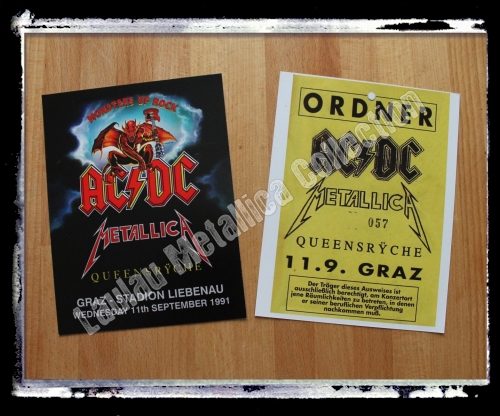 MONSTERS OF ROCK
AC DC
METALLICA
QUEENSRŸCHE
GRAZ - STADION LIEBENAU
WEDNESDAY 11th SEPTEMBER 1991
ORDNER
AC DC
METALLICA
057
QUEENSRŸCHE
11.9. GRAZ
Der Träger dieses Ausweises ist
ausschließlich berechtigt, am Konzertort
jene Räumlichkeiten zu betreten, in denen
er seiner beruflichen Verpflichtung
nachkommen muß.
LauLau Metallica Collection